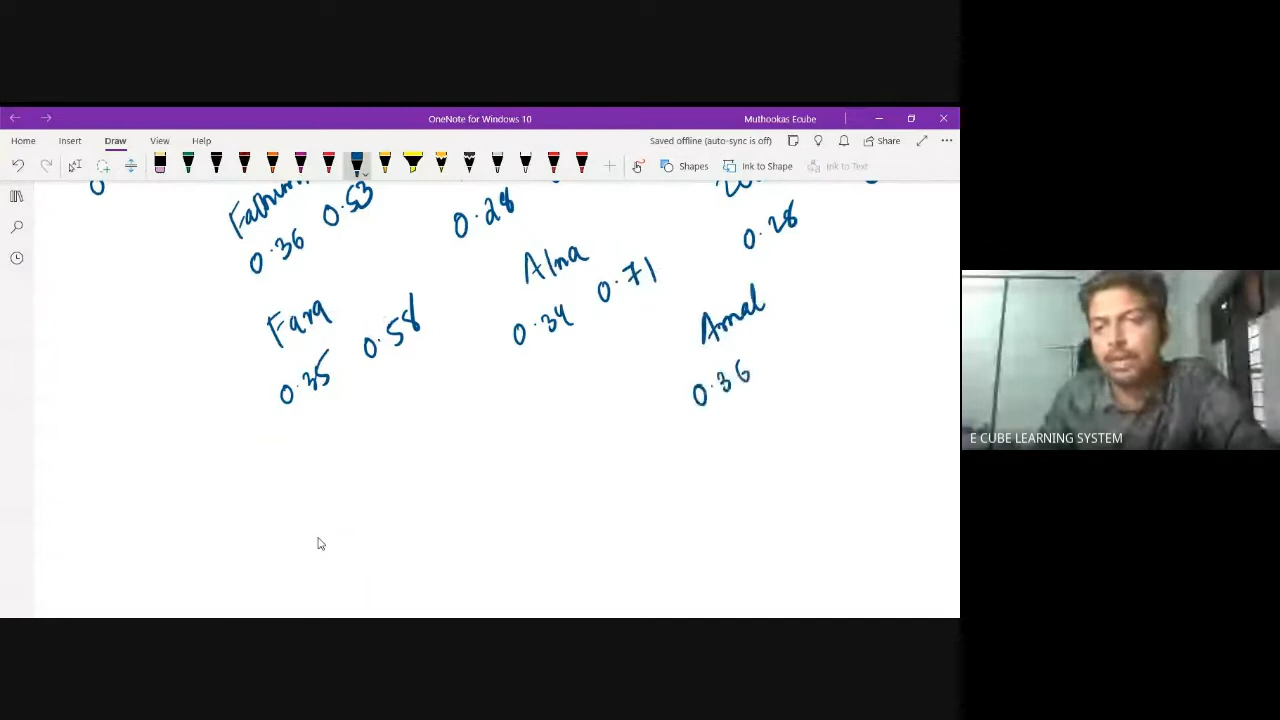 OneNote for Windows 10
Muthookas Ecube
Home Insert Draw View Help
Saved offline (auto-sync is off)
Share
Shapes
Ink to Shape
Ink to Text
0.53
0.36
0.28
0.28
Alna
0.71
0.34
Fara
0.58
0.35
Amal
0.36
E CUBE LEARNING SYSTEM